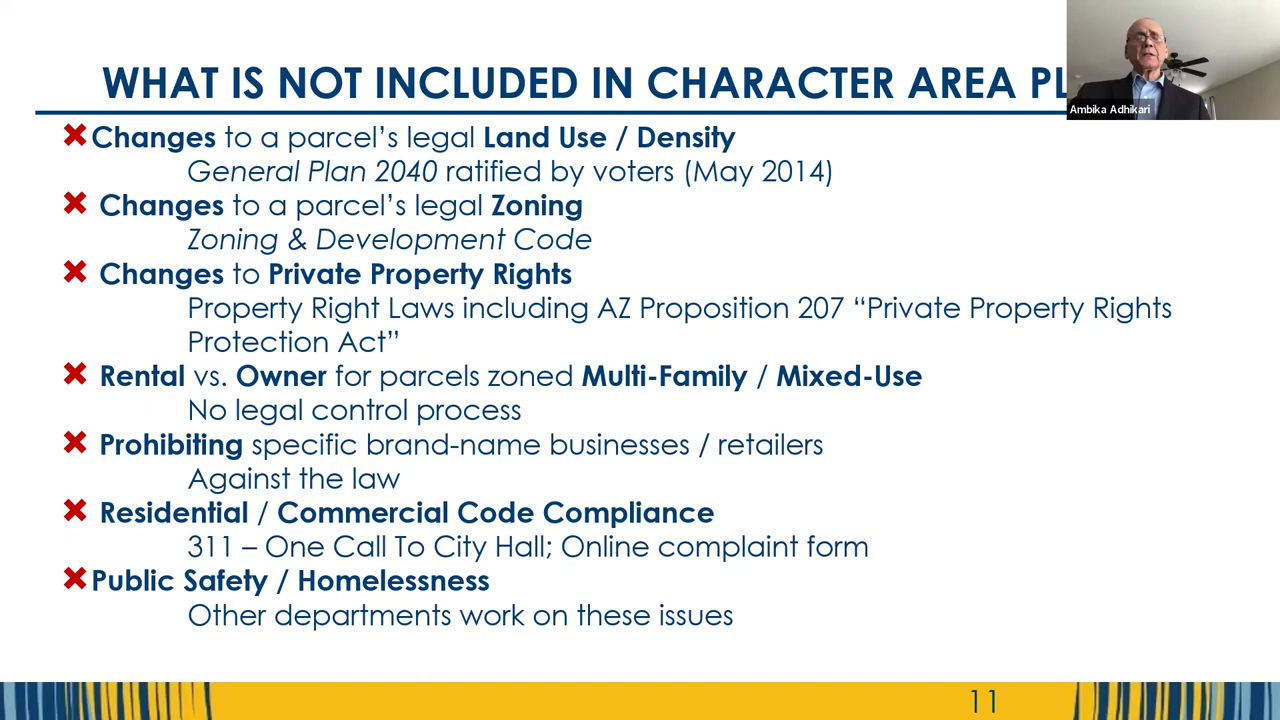 WHAT IS NOT INCLUDED IN CHARACTER AREA PL
Ambika Adhikari
✖Changes to a parcel’s legal Land Use / Density
General Plan 2040 ratified by voters (May 2014)
✖ Changes to a parcel’s legal Zoning
Zoning & Development Code
✖ Changes to Private Property Rights
Property Right Laws including AZ Proposition 207 “Private Property Rights
Protection Act”
✖ Rental vs. Owner for parcels zoned Multi-Family / Mixed-Use
No legal control process
✖ Prohibiting specific brand-name businesses / retailers
Against the law
✖ Residential / Commercial Code Compliance
311 – One Call To City Hall; Online complaint form
✖Public Safety / Homelessness
Other departments work on these issues
11